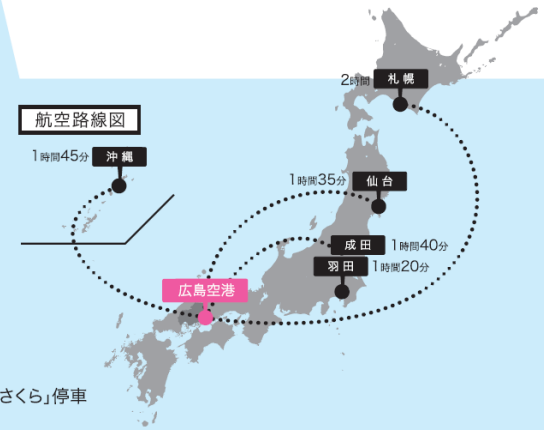 2時間 札幌
航空路線図
1時間45分 沖縄
1時間35分 仙台
成田 1時間40分
羽田 1時間20分
広島空港
さくら」停車